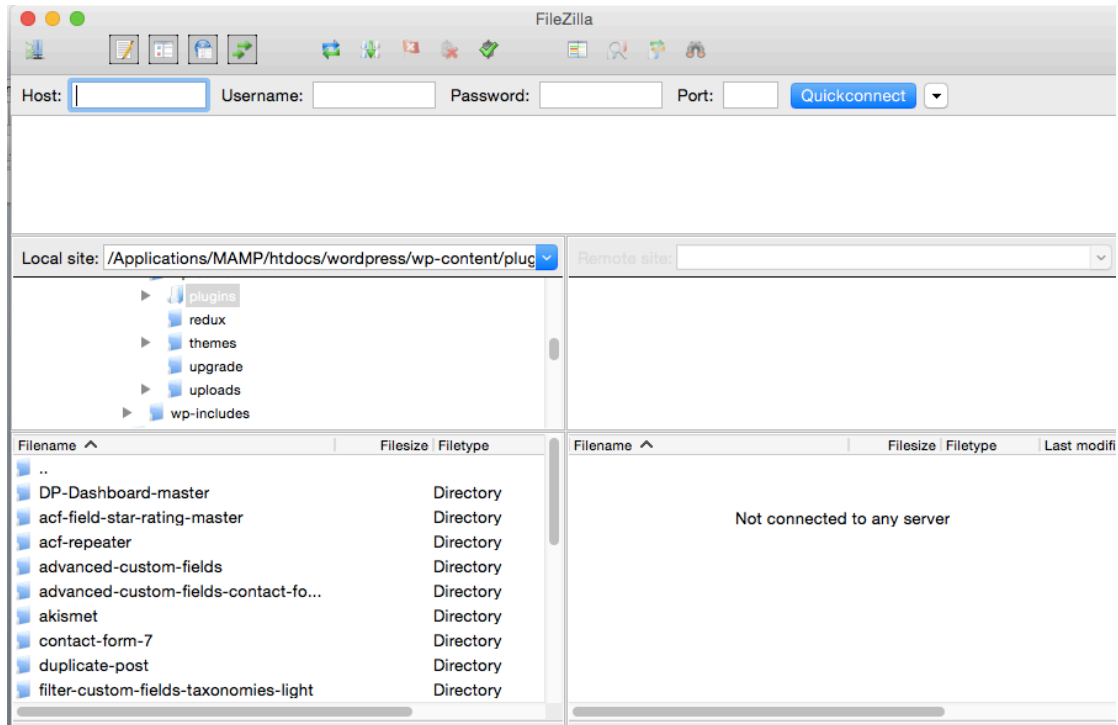 FileZilla
Host: Username: Password: Port: Quickconnect
Local site: /Applications/MAMP/htdocs/wordpress/wp-content/plug
Remote site:
plugins
redux
themes
upgrade
uploads
wp-includes
Filename Filesize Filetype
..
DP-Dashboard-master Directory
acf-field-star-rating-master Directory
acf-repeater Directory
advanced-custom-fields Directory
advanced-custom-fields-contact-fo... Directory
akismet Directory
contact-form-7 Directory
duplicate-post Directory
filter-custom-fields-taxonomies-light Directory
Filename Filesize Filetype Last modifi
Not connected to any server